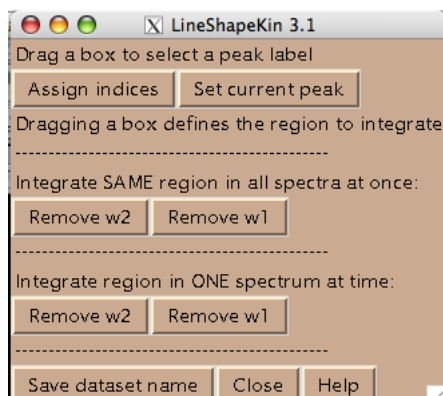 LineShapeKin 3.1
Drag a box to select a peak label
Assign indices Set current peak
Dragging a box defines the region to integrate
----------------------------------------
Integrate SAME region in all spectra at once:
Remove w2 Remove w1
----------------------------------------
Integrate region in ONE spectrum at time:
Remove w2 Remove w1
----------------------------------------
Save dataset name Close Help